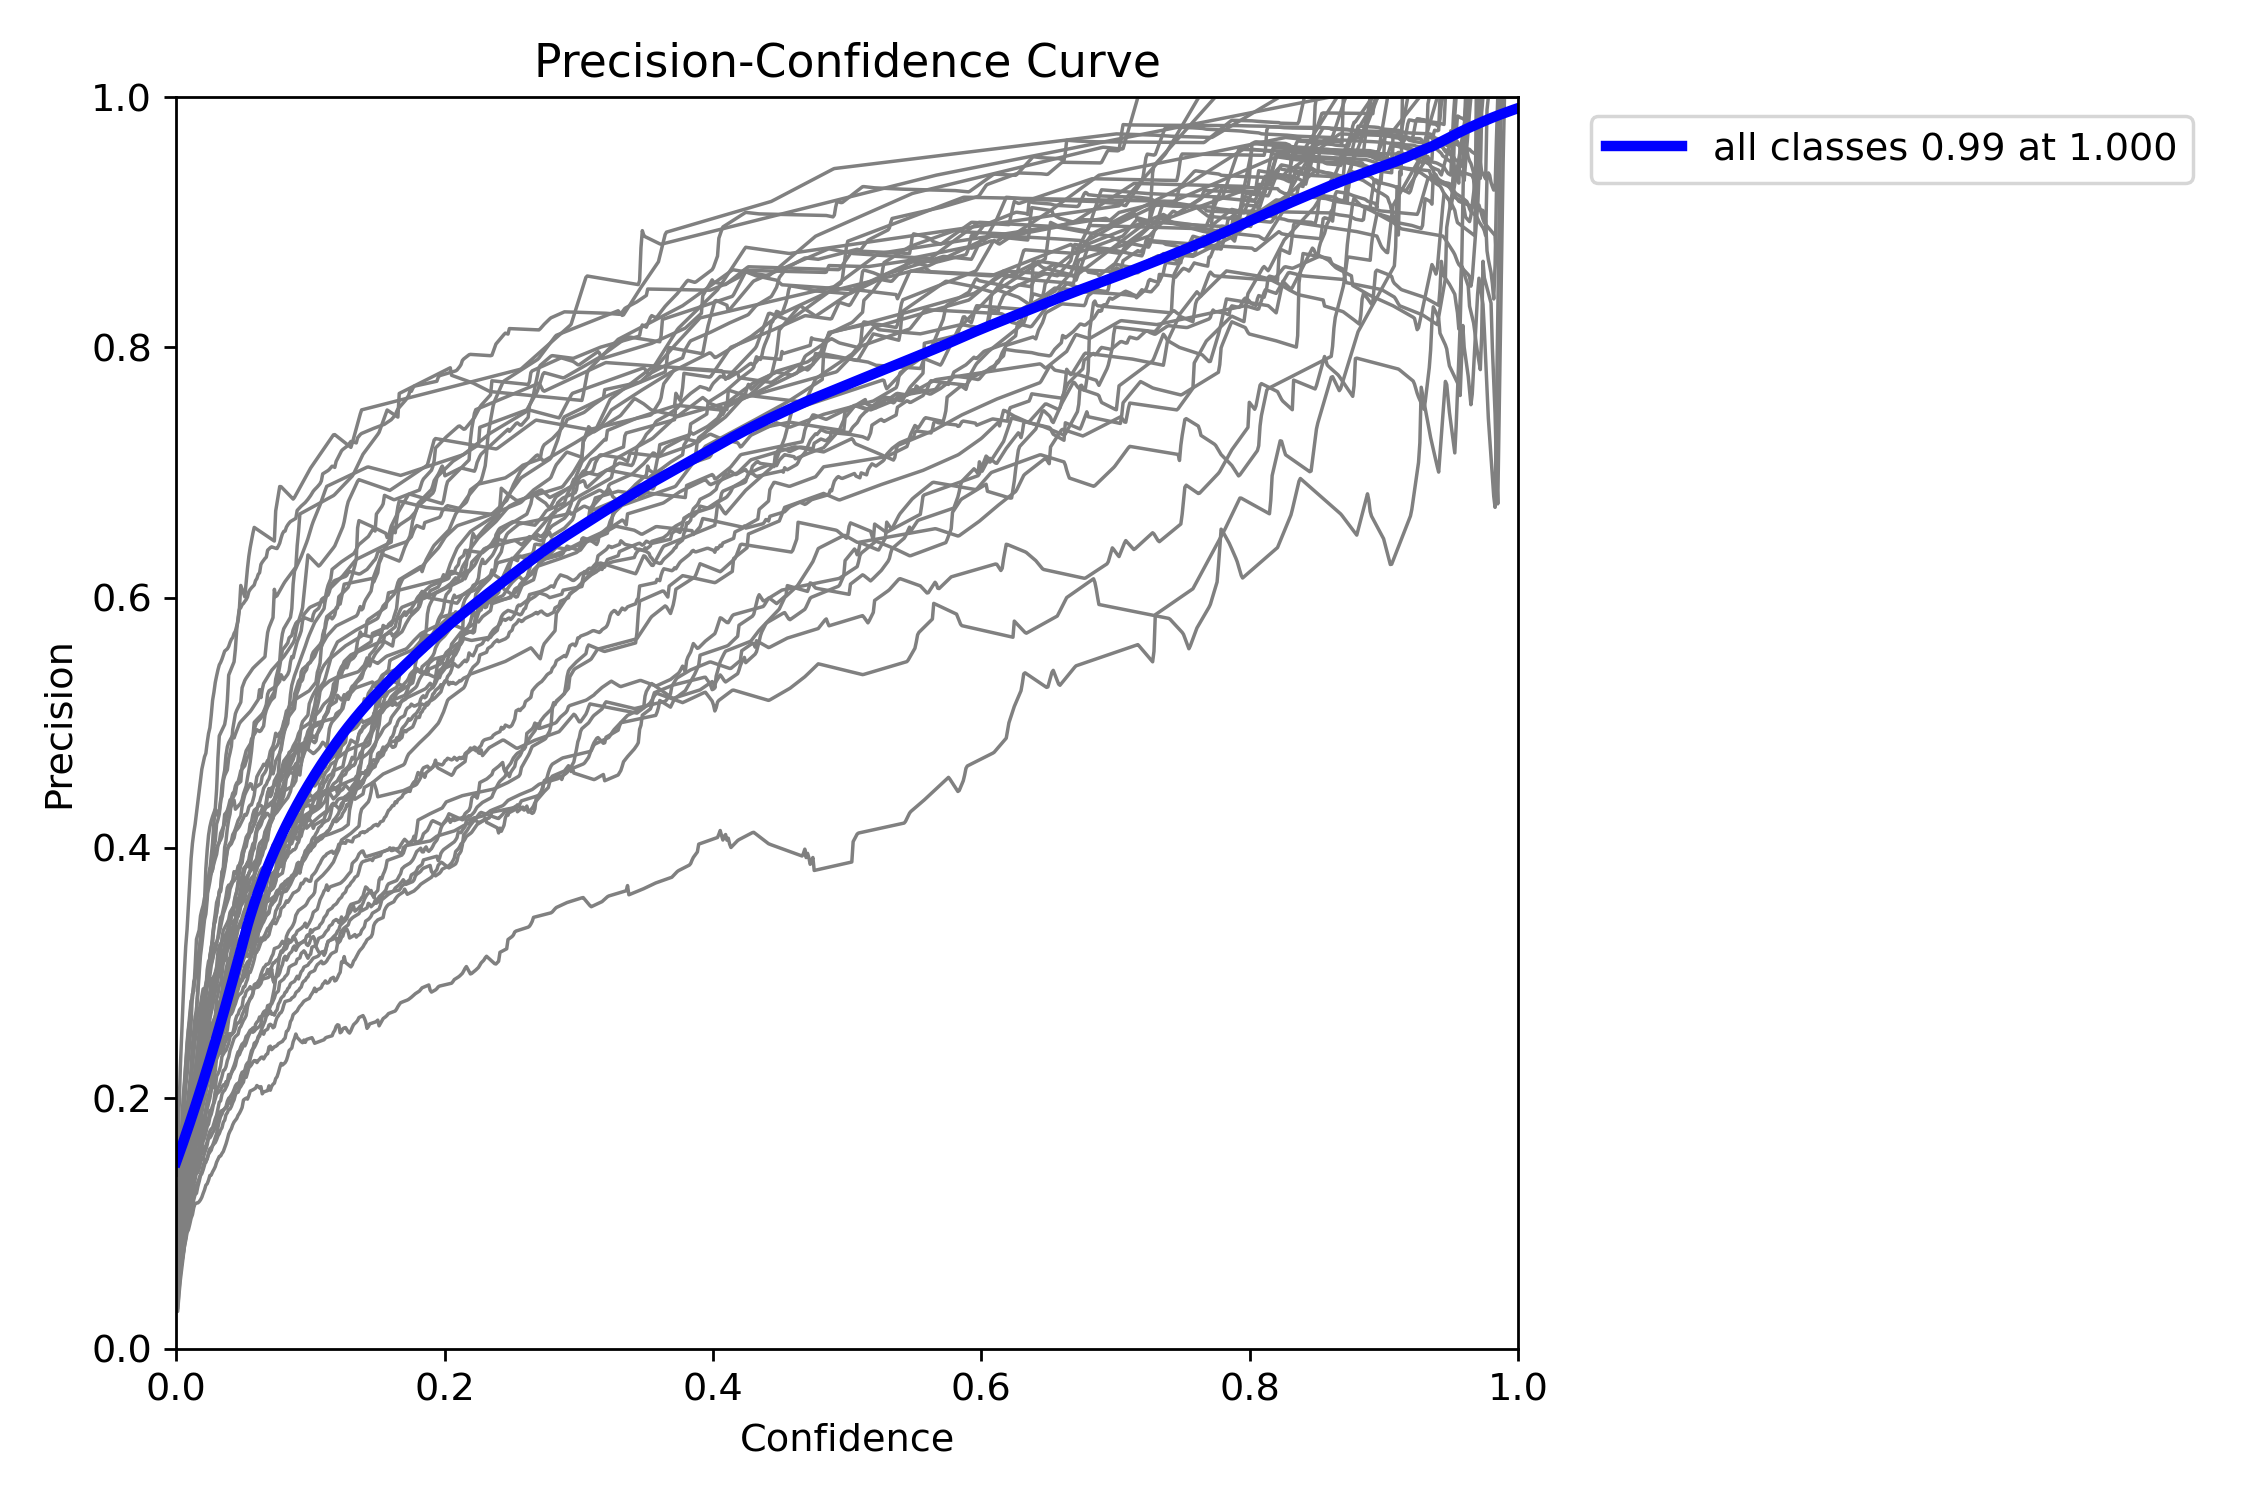 Precision-Confidence Curve
all classes 0.99 at 1.000
Precision
1.0
0.8
0.6
0.4
0.2
0.0
0.0 0.2 0.4 0.6 0.8 1.0
Confidence